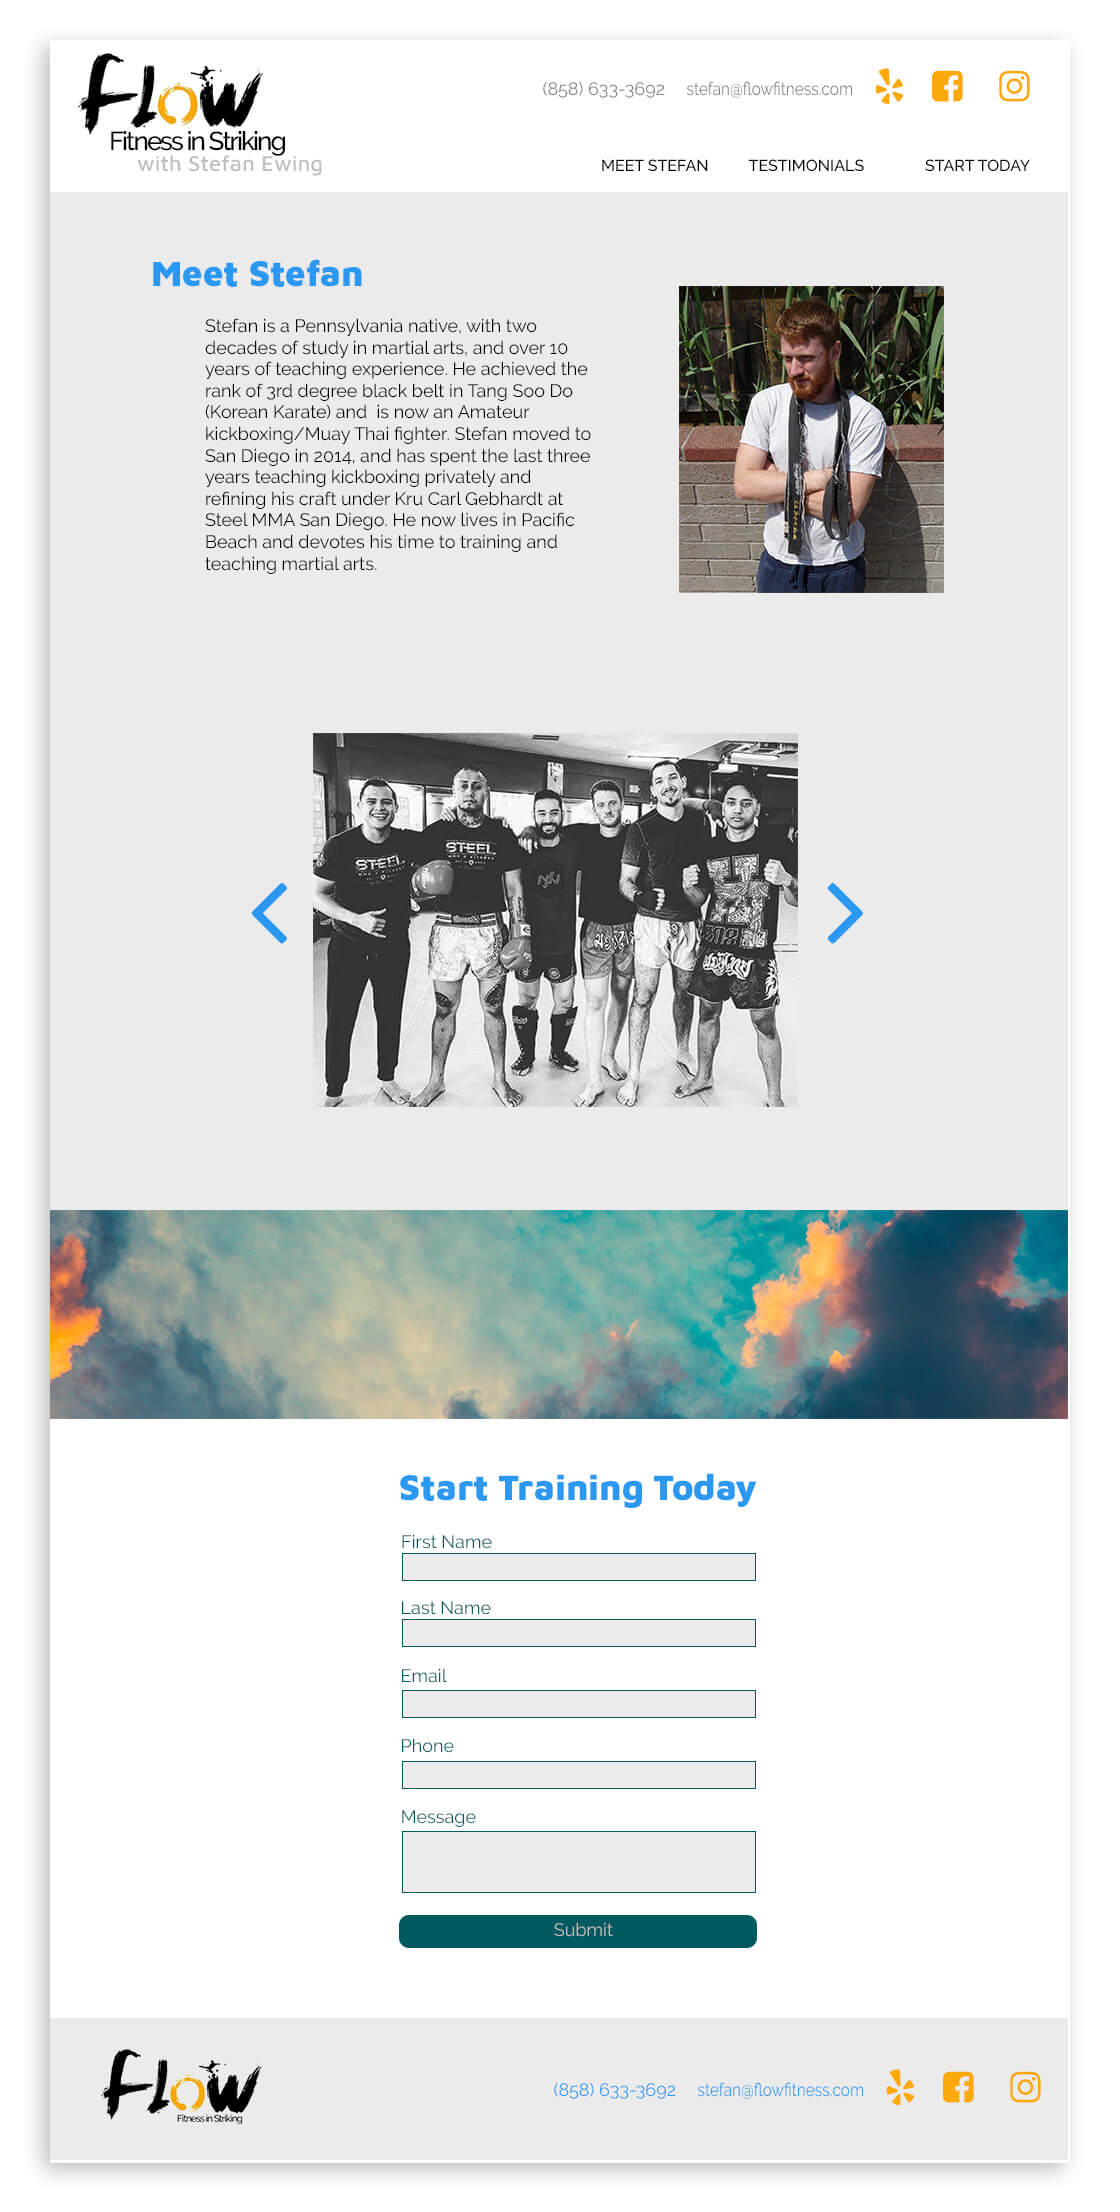 Flow
Fitness in Striking
with Stefan Ewing
(858) 633-3692 stefan@flowfitness.com
MEET STEFAN TESTIMONIALS START TODAY
Meet Stefan
Stefan is a Pennsylvania native, with two
decades of study in martial arts, and over 10
years of teaching experience. He achieved the
rank of 3rd degree black belt in Tang Soo Do
(Korean Karate) and  is now an Amateur
kickboxing/Muay Thai fighter. Stefan moved to
San Diego in 2014, and has spent the last three
years teaching kickboxing privately and
refining his craft under Kru Carl Gebhardt at
Steel MMA San Diego. He now lives in Pacific
Beach and devotes his time to training and
teaching martial arts.
STEEL
STEEL
Start Training Today
First Name
Last Name
Email
Phone
Message
Submit
Flow
Fitness in Striking
(858) 633-3692 stefan@flowfitness.com